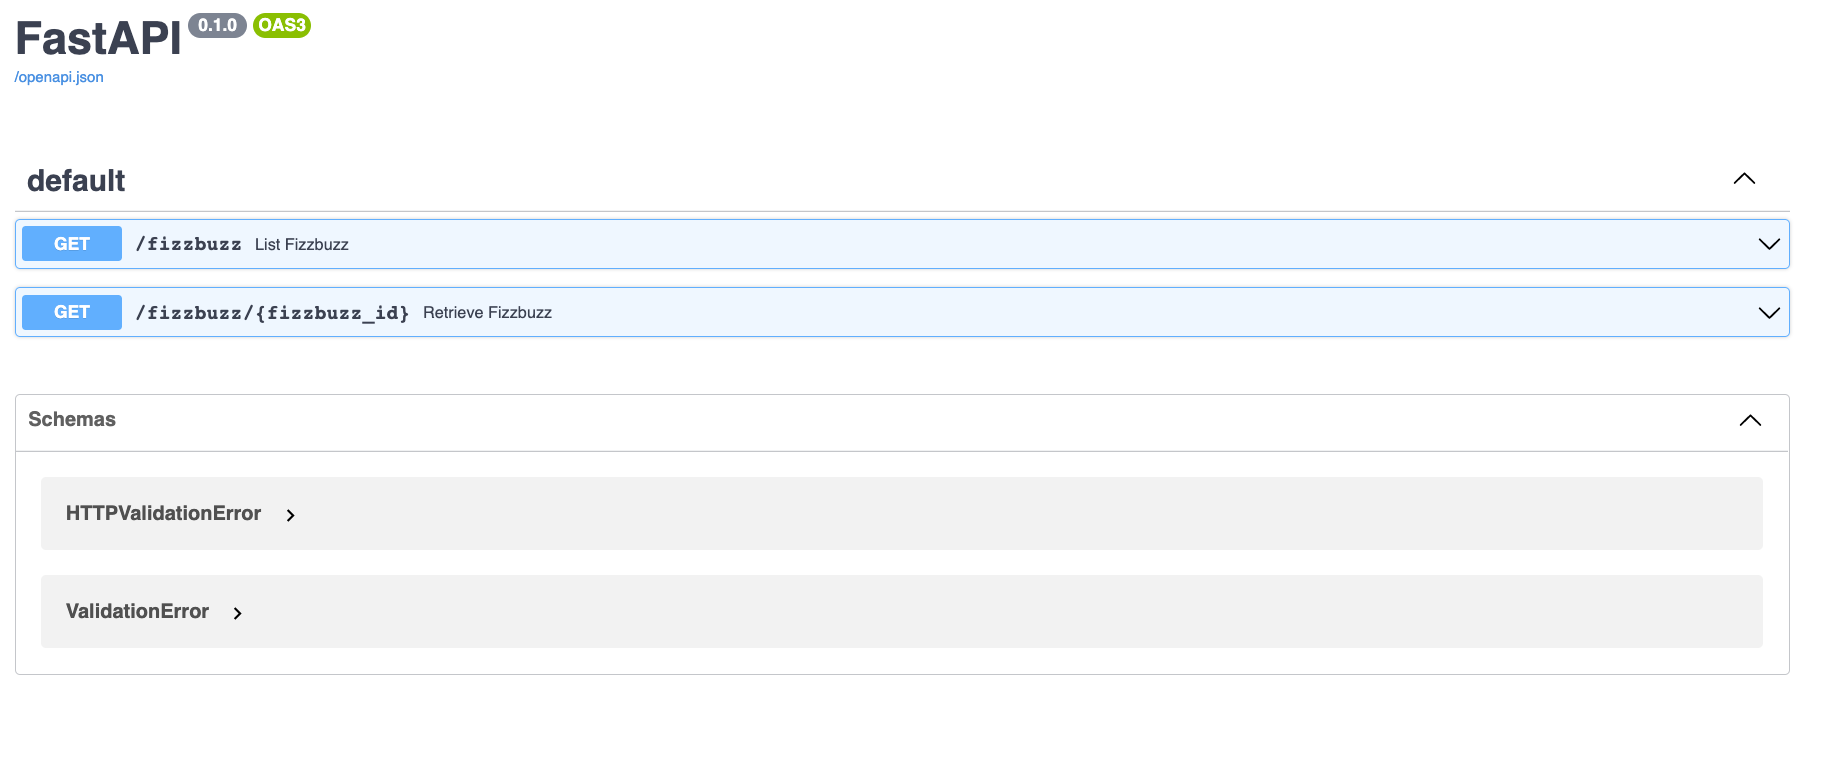 FastAPI 0.1.0 OAS3
/openapi.json
default
GET /fizzbuzz List Fizzbuzz
GET /fizzbuzz/{fizzbuzz_id} Retrieve Fizzbuzz
Schemas
HTTPValidationError
ValidationError